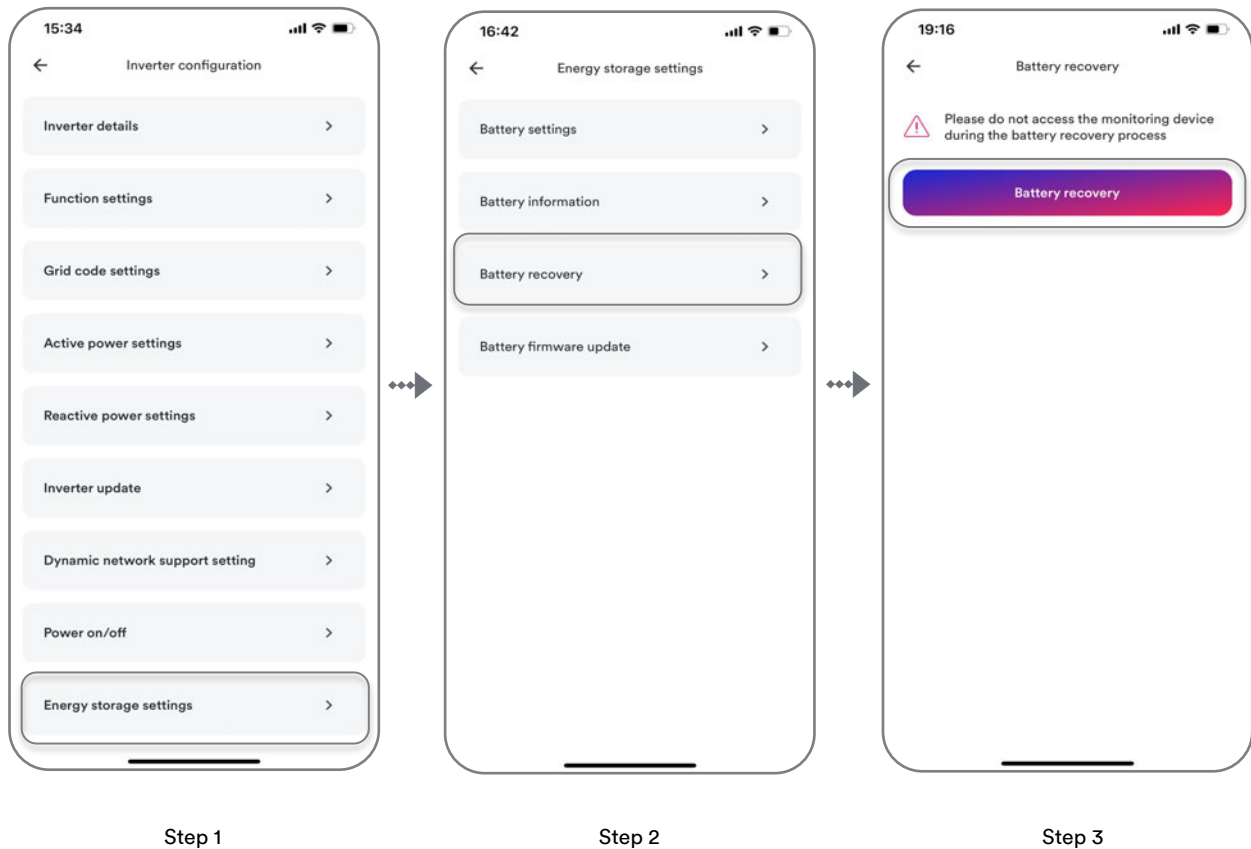 15:34
Inverter configuration
Inverter details
Function settings
Grid code settings
Active power settings
Reactive power settings
Inverter update
Dynamic network support setting
Power on/off
Energy storage settings
Step 1
16:42
Energy storage settings
Battery settings
Battery information
Battery recovery
Battery firmware update
Step 2
19:16
Battery recovery
Please do not access the monitoring device
during the battery recovery process
Battery recovery
Step 3